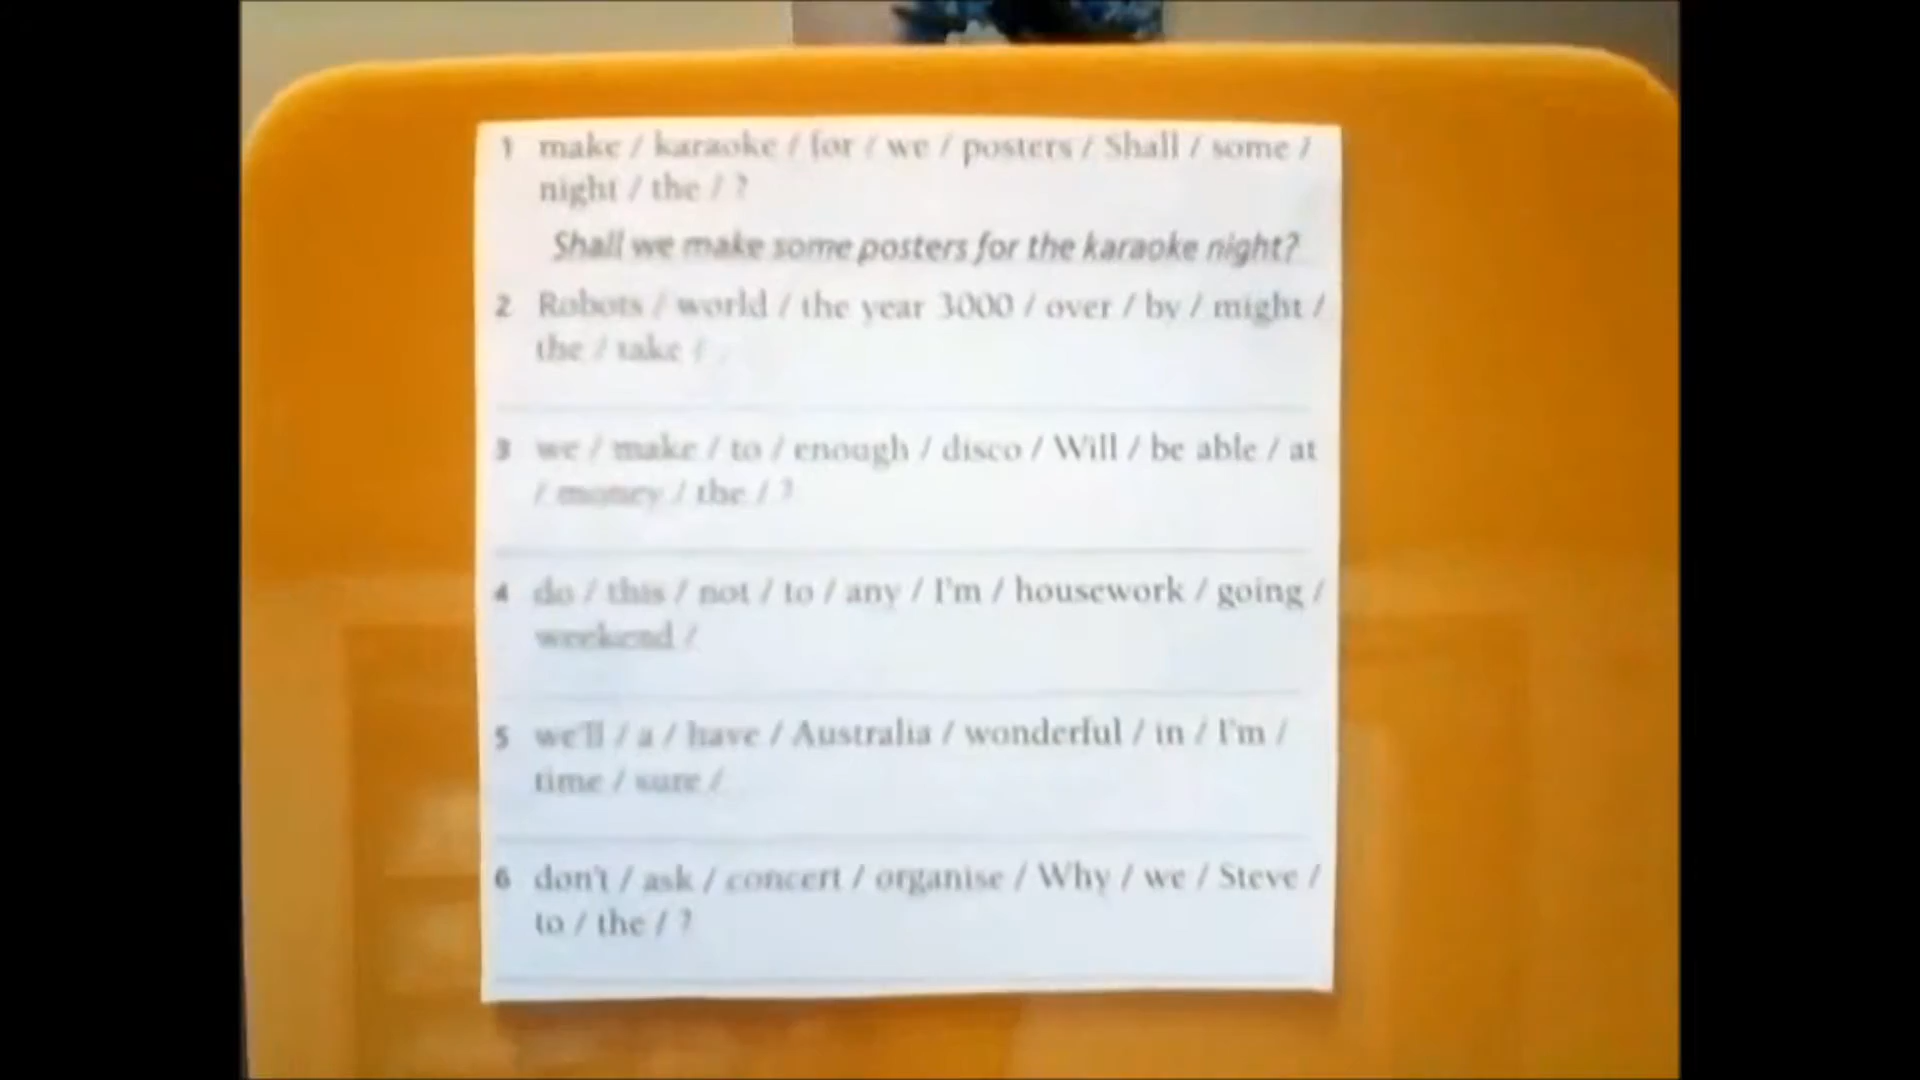 1 make / karaoke / for / we / posters / Shall / some /
night / the / ?
Shall we make some posters for the karaoke night?
2 Robots / world / the year 3000 / over / by / might /
the / take / .
3 we / make / to / enough / disco / Will / be able / at
/ money / the / ?
4 do / this / not / to / any / I'm / housework / going /
weekend /
5 we'll / a / have / Australia / wonderful / in / I'm /
time / sure /
6 don't / ask / concert / organise / Why / we / Steve /
to / the / ?